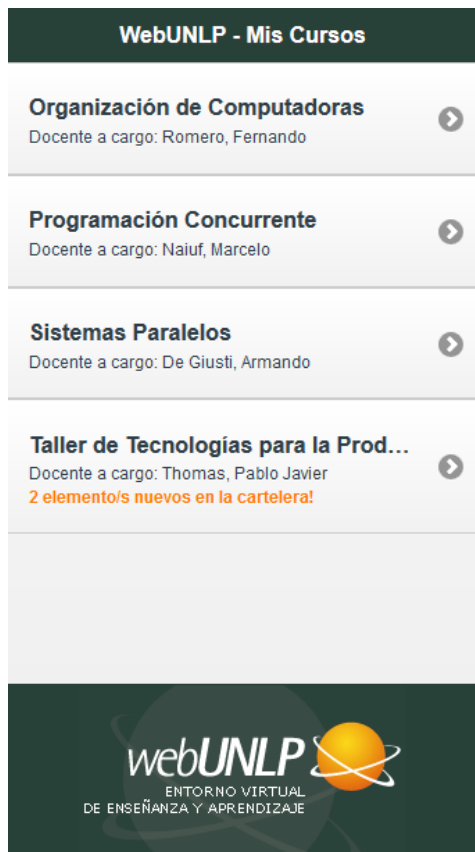 WebUNLP - Mis Cursos
Organización de Computadoras
Docente a cargo: Romero, Fernando
Programación Concurrente
Docente a cargo: Naiuf, Marcelo
Sistemas Paralelos
Docente a cargo: De Giusti, Armando
Taller de Tecnologías para la Prod...
Docente a cargo: Thomas, Pablo Javier
2 elemento/s nuevos en la cartelera!
webUNLP
ENTORNO VIRTUAL
DE ENSEÑANZA Y APRENDIZAJE